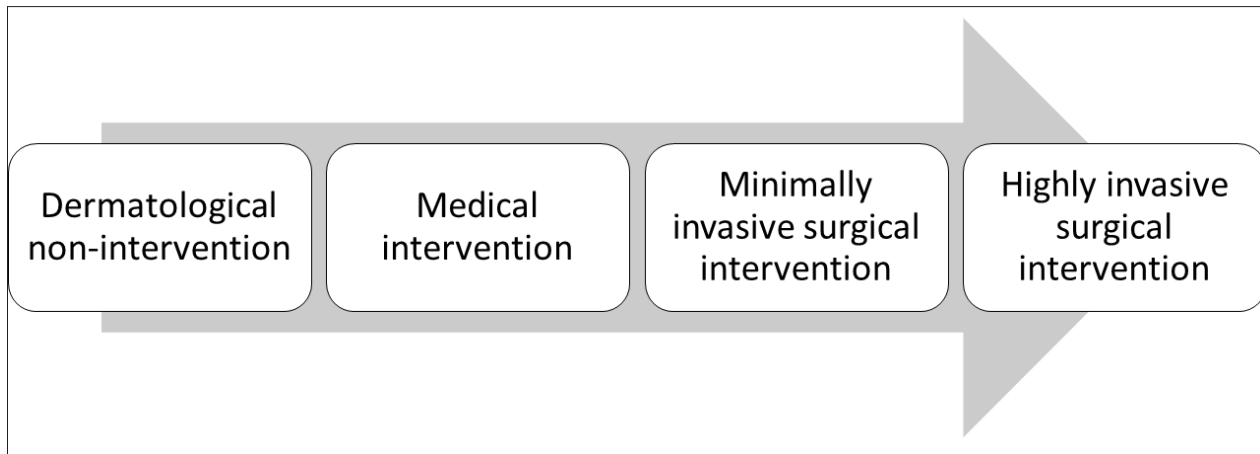 Dermatological
non-intervention
Medical
intervention
Minimally
invasive surgical
intervention
Highly invasive
surgical
intervention